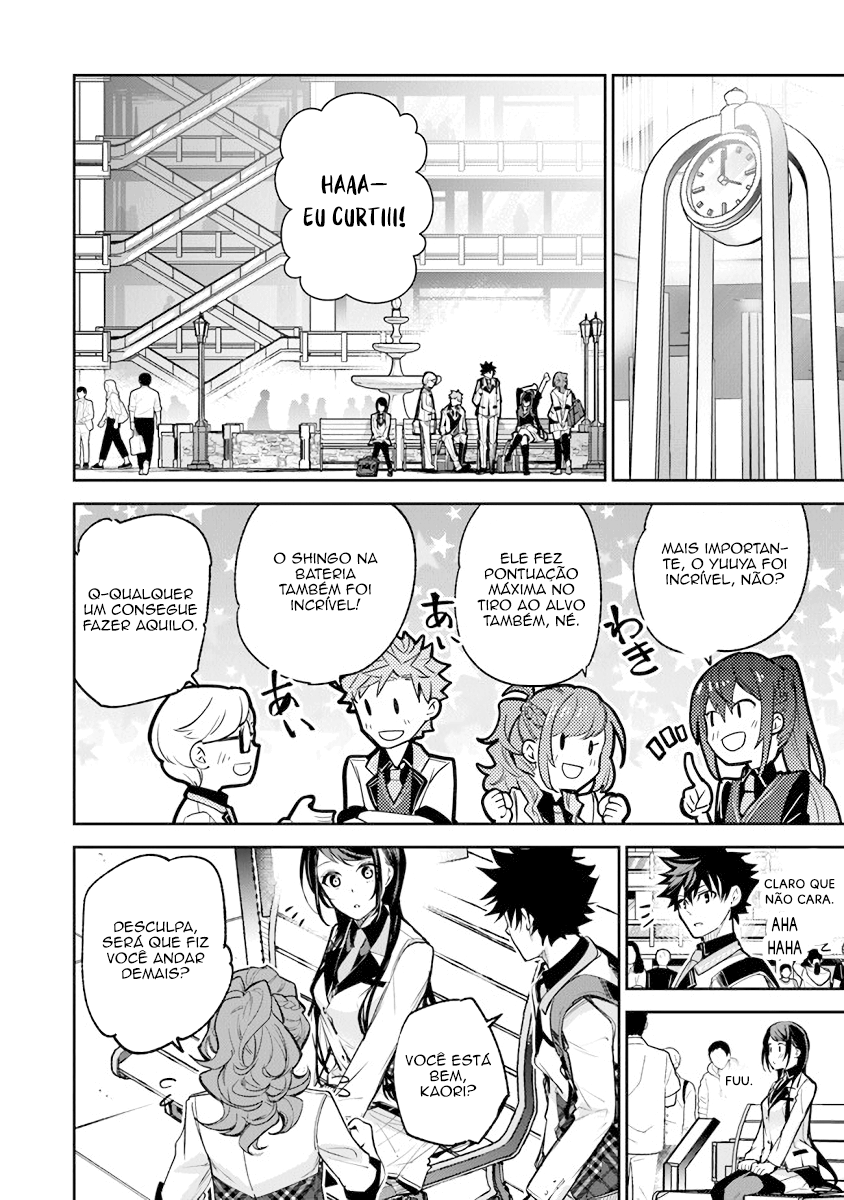 HAAA—
EU CURTIII!
MAIS IMPORTAN-
TE, O YUUYA FOI
INCRÍVEL, NÃO?
わき
ELE FEZ
PONTUAÇÃO
MÁXIMA NO
TIRO AO ALVO
TAMBÉM, NÉ.
あい
O SHINGO NA
BATERIA
TAMBÉM FOI
INCRÍVEL!
あい
Q-QUALQUER
UM CONSEGUE
FAZER AQUILO.
CLARO QUE
NÃO CARA.
AHA
HAHA
FUU.
VOCÊ ESTÁ
BEM,
KAORI?
DESCULPA,
SERÁ QUE FIZ
VOCÊ ANDAR
DEMAIS?